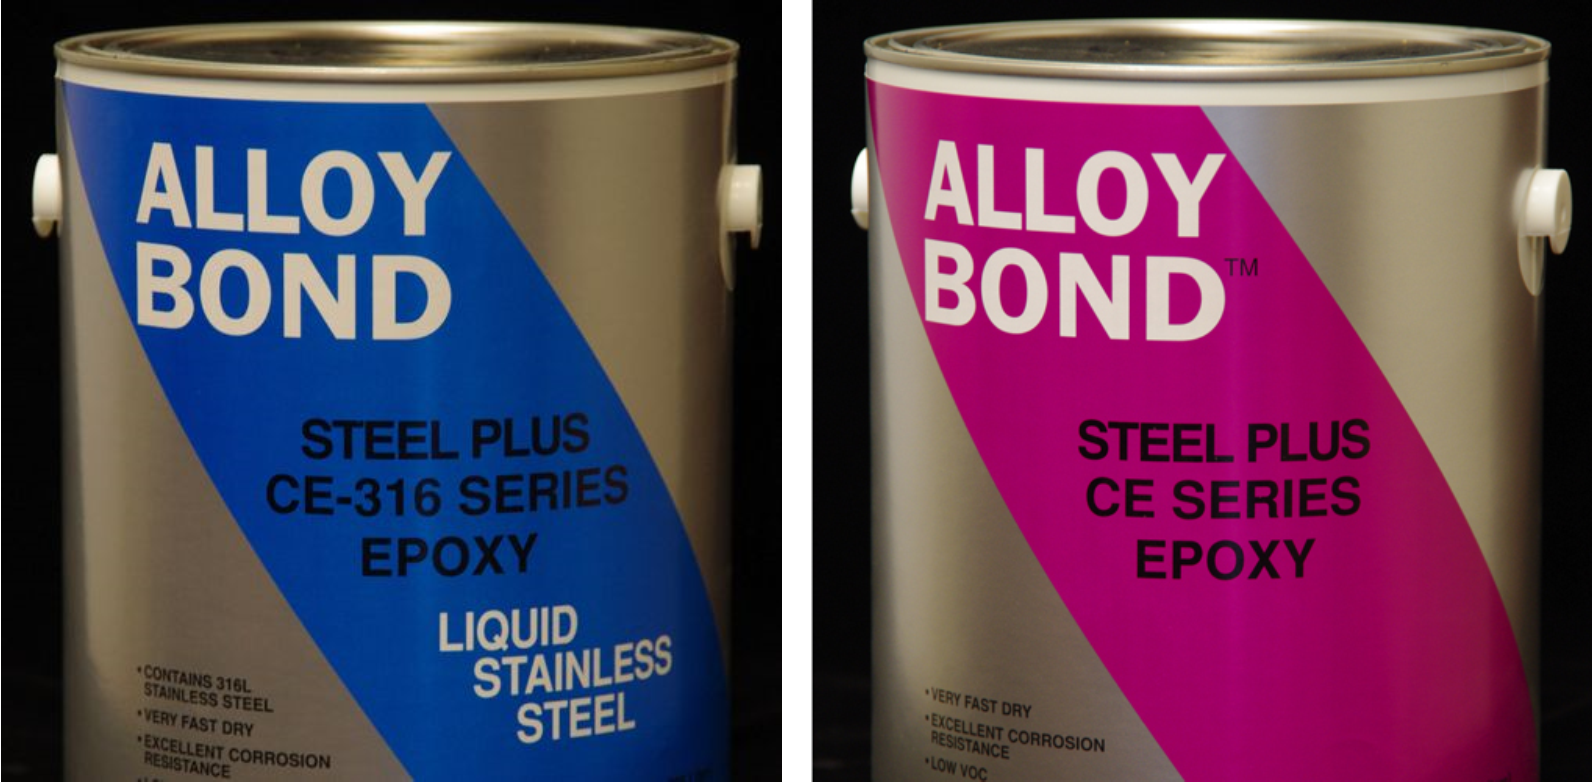 ALLOY
BOND
STEEL PLUS
CE-316 SERIES
EPOXY
LIQUID
STAINLESS
STEEL
• CONTAINS 316L
STAINLESS STEEL
• VERY FAST DRY
• EXCELLENT CORROSION
RESISTANCE
ALLOY
BOND™
STEEL PLUS
CE SERIES
EPOXY
• VERY FAST DRY
• EXCELLENT CORROSION
RESISTANCE
• LOW VOC